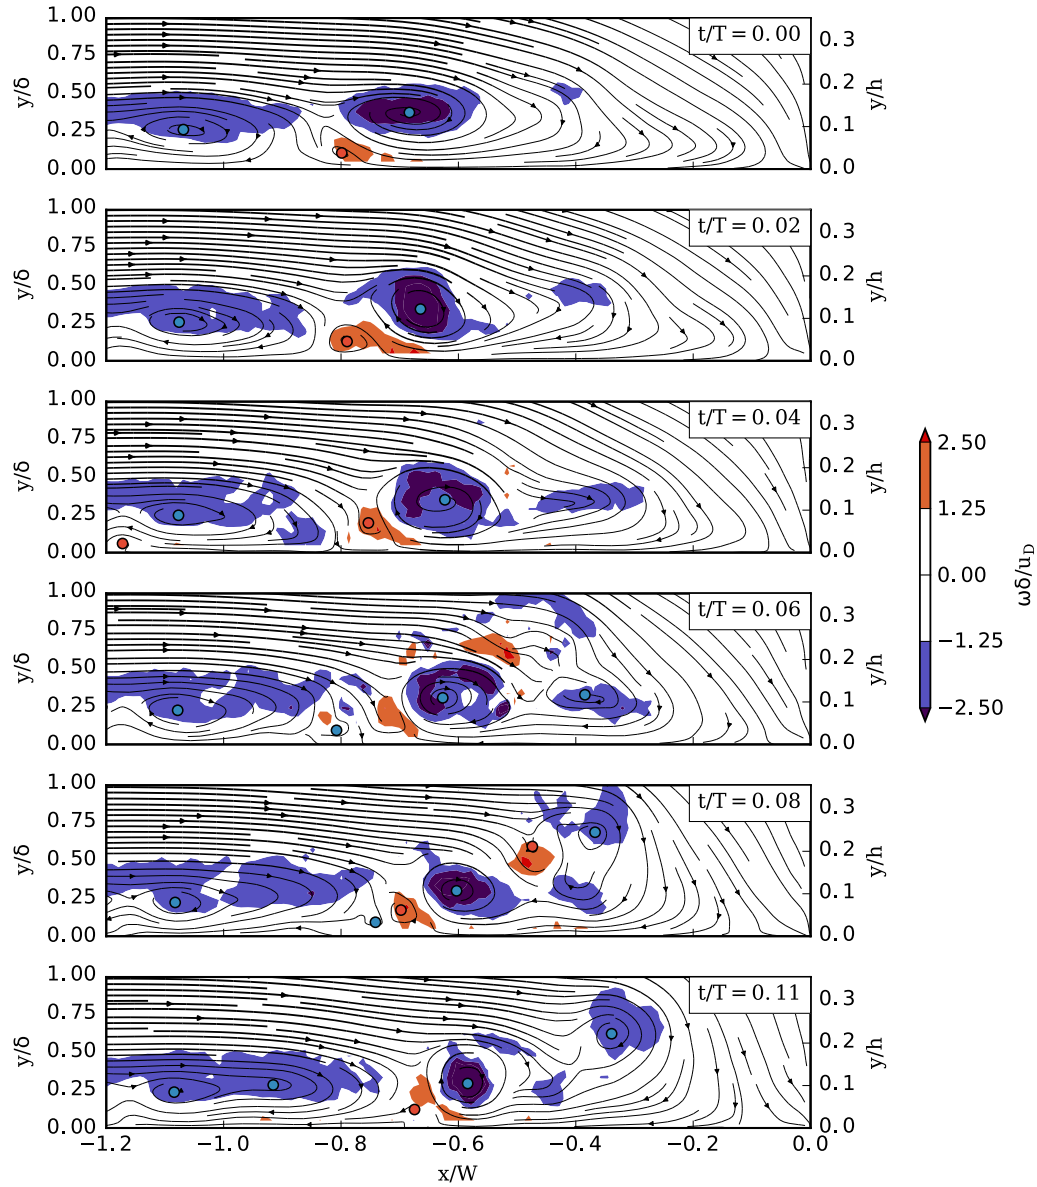 1.00
0.75
0.50
0.25
0.00
y/δ
t/T = 0.00
0.3
0.2
0.1
0.0
y/h
1.00
0.75
0.50
0.25
0.00
y/δ
t/T = 0.02
0.3
0.2
0.1
0.0
y/h
1.00
0.75
0.50
0.25
0.00
y/δ
t/T = 0.04
0.3
0.2
0.1
0.0
y/h
2.50
1.25
0.00
−1.25
−2.50
ωδ/u_D
1.00
0.75
0.50
0.25
0.00
y/δ
t/T = 0.06
0.3
0.2
0.1
0.0
y/h
1.00
0.75
0.50
0.25
0.00
y/δ
t/T = 0.08
0.3
0.2
0.1
0.0
y/h
1.00
0.75
0.50
0.25
0.00
y/δ
t/T = 0.11
0.3
0.2
0.1
0.0
y/h
−1.2 −1.0 −0.8 −0.6 −0.4 −0.2 0.0
x/W